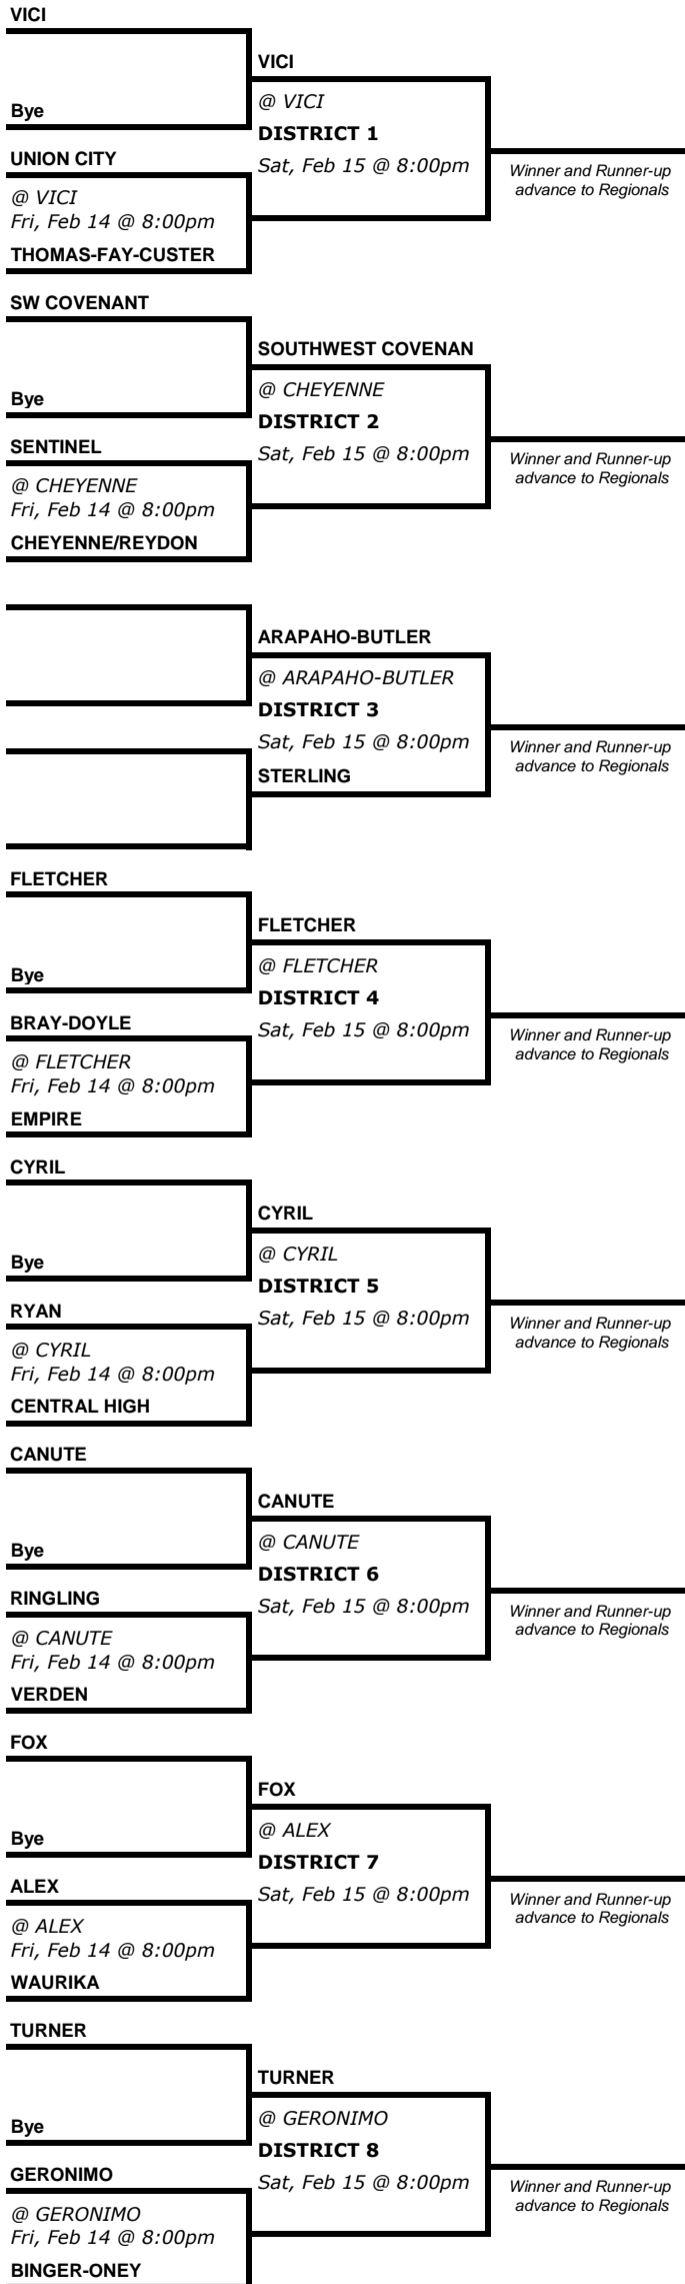 VICI
Bye
VICI
@ VICI
DISTRICT 1
Sat, Feb 15 @ 8:00pm
UNION CITY
@ VICI
Fri, Feb 14 @ 8:00pm
THOMAS-FAY-CUSTER
Winner and Runner-up
advance to Regionals
SW COVENANT
Bye
SOUTHWEST COVENAN
@ CHEYENNE
DISTRICT 2
Sat, Feb 15 @ 8:00pm
SENTINEL
@ CHEYENNE
Fri, Feb 14 @ 8:00pm
CHEYENNE/REYDON
Winner and Runner-up
advance to Regionals
ARAPAHO-BUTLER
@ ARAPAHO-BUTLER
DISTRICT 3
Sat, Feb 15 @ 8:00pm
STERLING
Winner and Runner-up
advance to Regionals
FLETCHER
Bye
FLETCHER
@ FLETCHER
DISTRICT 4
Sat, Feb 15 @ 8:00pm
BRAY-DOYLE
@ FLETCHER
Fri, Feb 14 @ 8:00pm
EMPIRE
Winner and Runner-up
advance to Regionals
CYRIL
Bye
CYRIL
@ CYRIL
DISTRICT 5
Sat, Feb 15 @ 8:00pm
RYAN
@ CYRIL
Fri, Feb 14 @ 8:00pm
CENTRAL HIGH
Winner and Runner-up
advance to Regionals
CANUTE
Bye
CANUTE
@ CANUTE
DISTRICT 6
Sat, Feb 15 @ 8:00pm
RINGLING
@ CANUTE
Fri, Feb 14 @ 8:00pm
VERDEN
Winner and Runner-up
advance to Regionals
FOX
Bye
FOX
@ ALEX
DISTRICT 7
Sat, Feb 15 @ 8:00pm
ALEX
@ ALEX
Fri, Feb 14 @ 8:00pm
WAURIKA
Winner and Runner-up
advance to Regionals
TURNER
Bye
TURNER
@ GERONIMO
DISTRICT 8
Sat, Feb 15 @ 8:00pm
GERONIMO
@ GERONIMO
Fri, Feb 14 @ 8:00pm
BINGER-ONEY
Winner and Runner-up
advance to Regionals